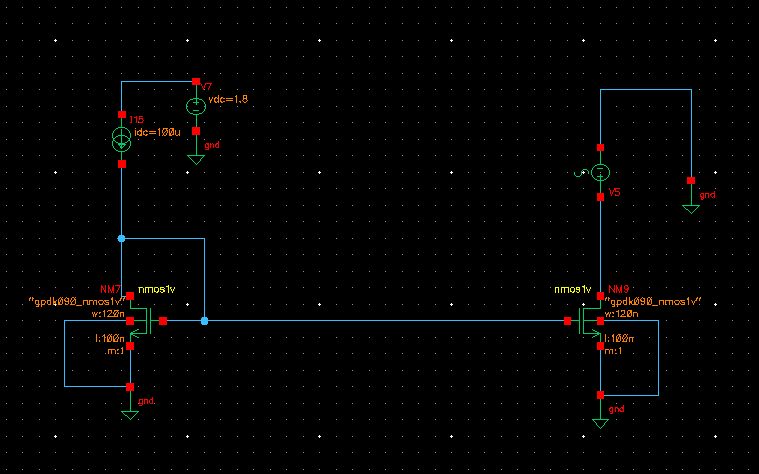 V7
vdc=1.8
I15
idc=100u
gnd
V5
gnd
NM7
nmos1v
"gpdk090_nmos1v"
w:120n
l:100n
m:1
gnd
nmos1v
NM9
"gpdk090_nmos1v"
w:120n
l:100n
m:1
gnd